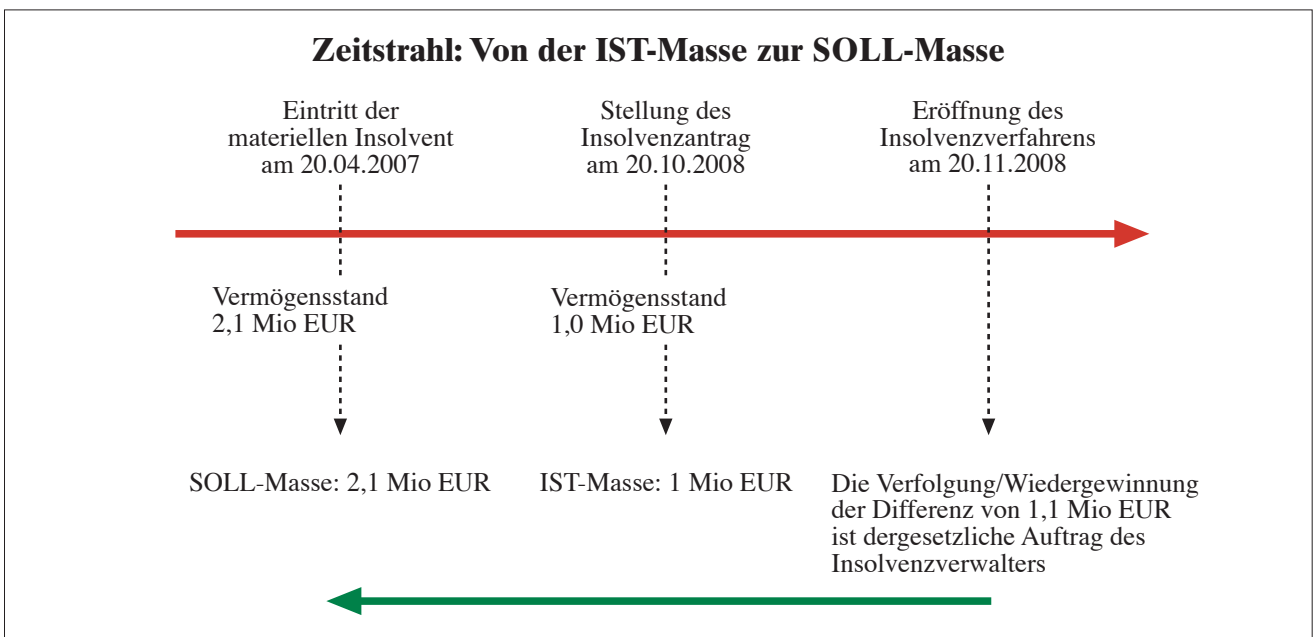 Zeitstrahl: Von der IST-Masse zur SOLL-Masse
Eintritt der
materiellen Insolvent
am 20.04.2007
Stellung des
Insolvenzantrag
am 20.10.2008
Eröffnung des
Insolvenzverfahrens
am 20.11.2008
Vermögensstand
2,1 Mio EUR
Vermögensstand
1,0 Mio EUR
SOLL-Masse: 2,1 Mio EUR
IST-Masse: 1 Mio EUR
Die Verfolgung/Wiedergewinnung
der Differenz von 1,1 Mio EUR
ist dergesetzliche Auftrag des
Insolvenzverwalters